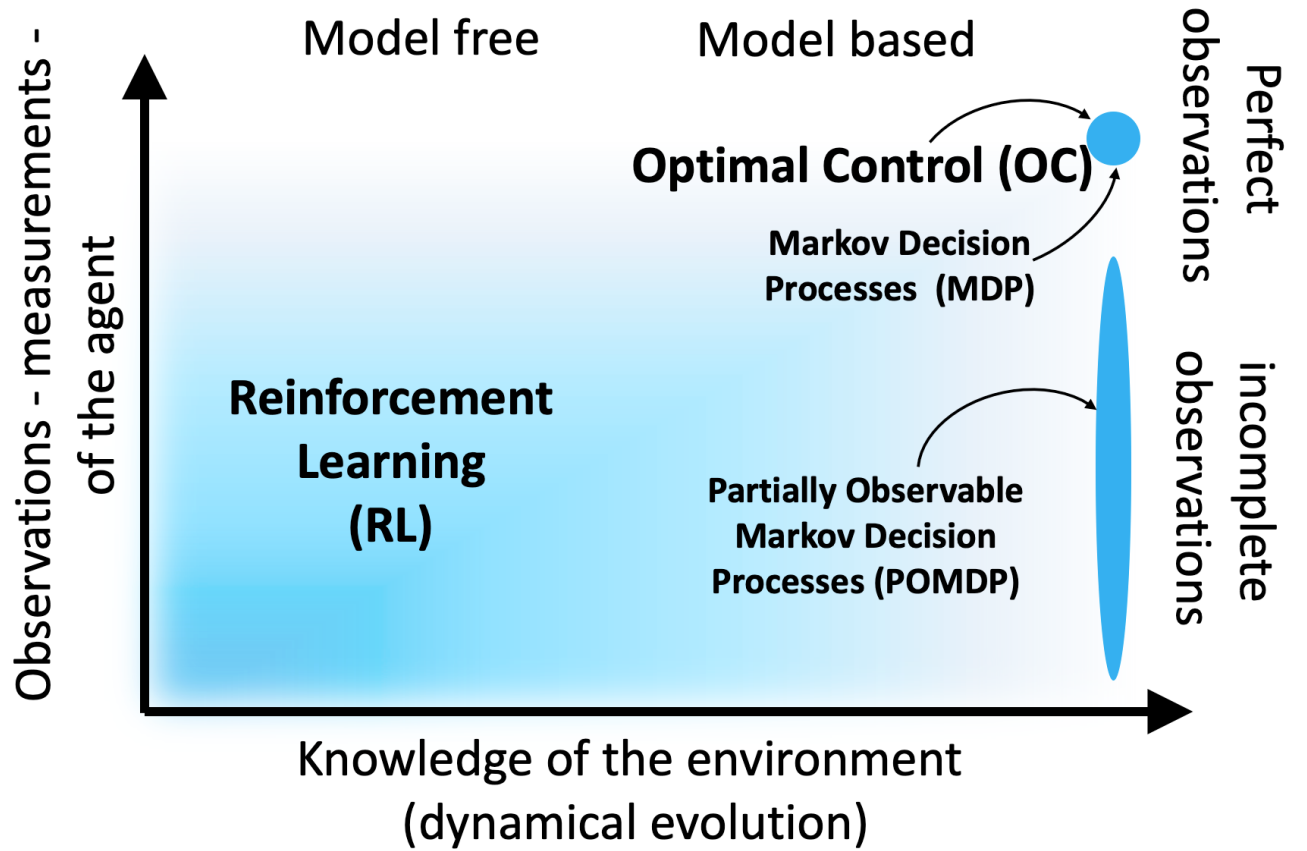 Model free
Model based
Observations - measurements -
of the agent
Perfect
observations
Optimal Control (OC)
Markov Decision
Processes (MDP)
Reinforcement
Learning
(RL)
incomplete
observations
Partially Observable
Markov Decision
Processes (POMDP)
Knowledge of the environment
(dynamical evolution)